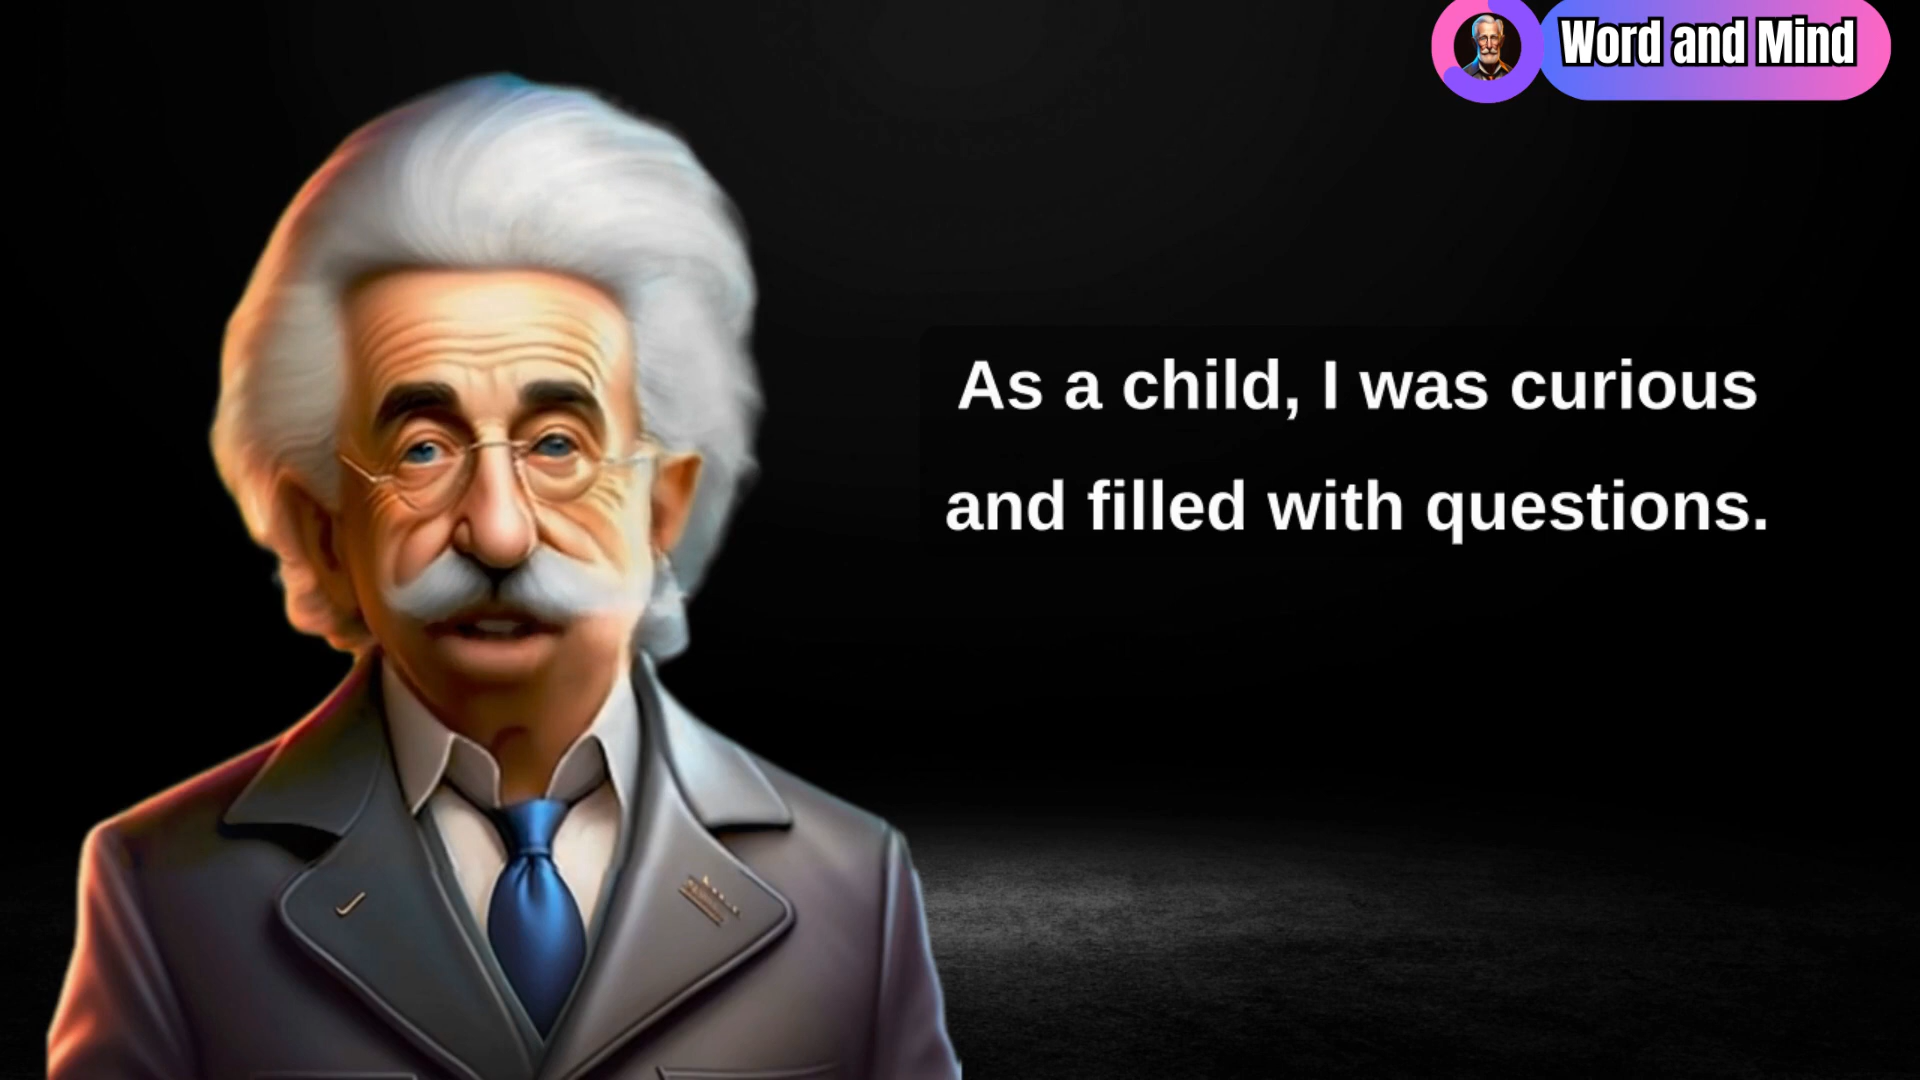 Word and Mind
As a child, I was curious
and filled with questions.